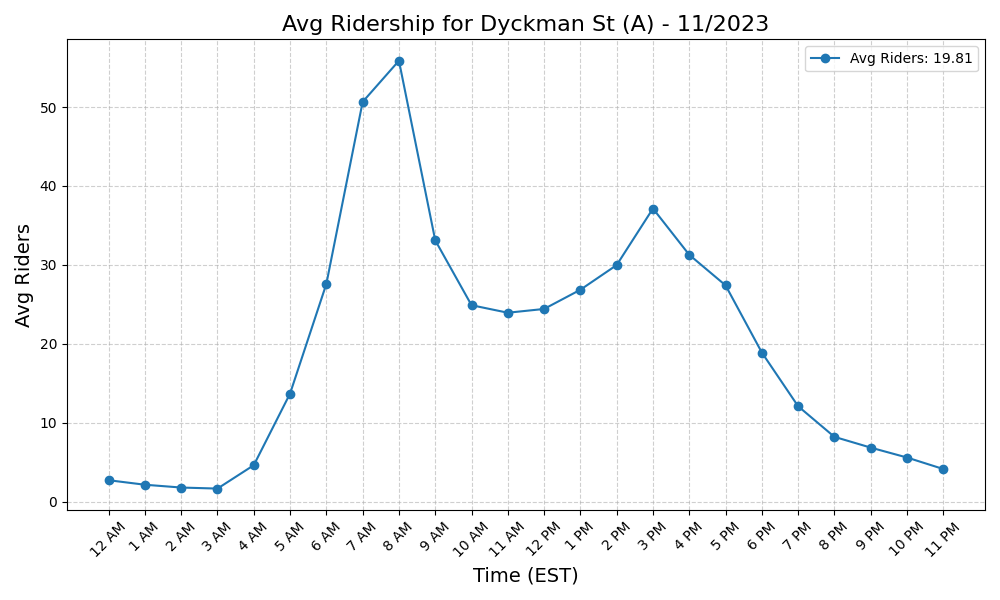 Avg Ridership for Dyckman St (A) - 11/2023
Avg Riders: 19.81
Avg Riders
50
40
30
20
10
0
12 AM
1 AM
2 AM
3 AM
4 AM
5 AM
6 AM
7 AM
8 AM
9 AM
10 AM
11 AM
12 PM
1 PM
2 PM
3 PM
4 PM
5 PM
6 PM
7 PM
8 PM
9 PM
10 PM
11 PM
Time (EST)